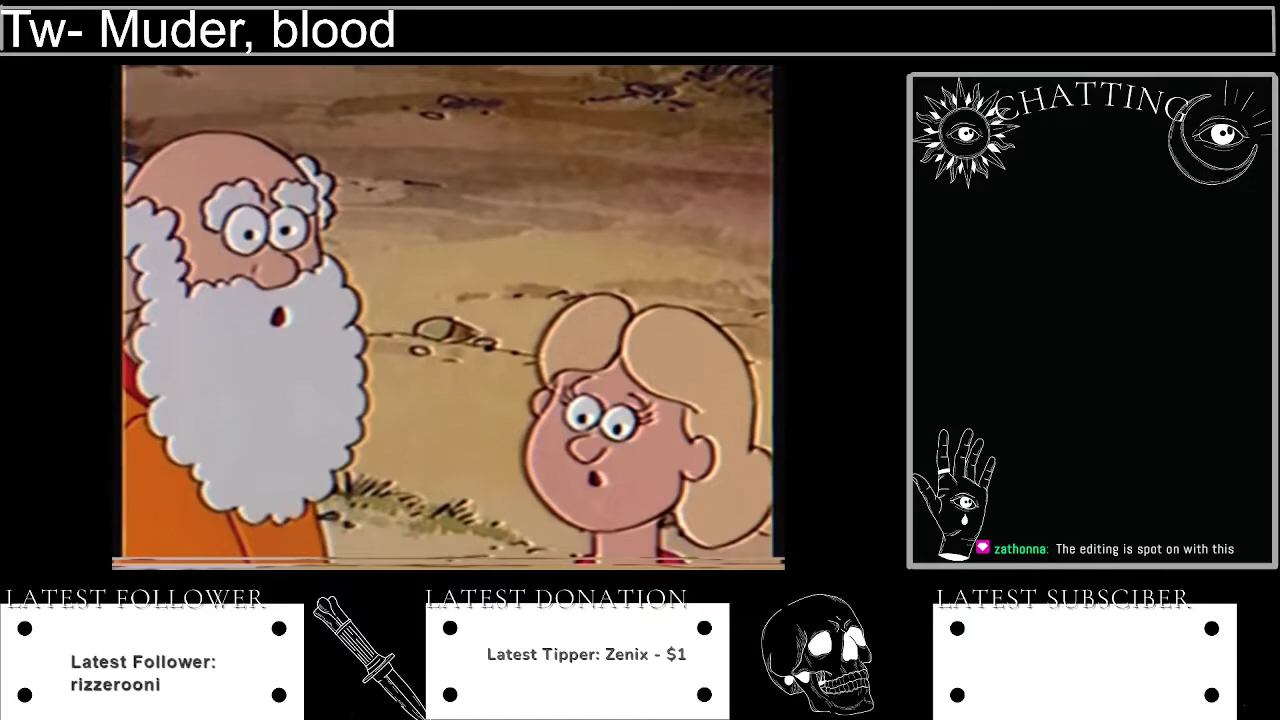 Tw- Muder, blood
CHATTING
zathonna: The editing is spot on with this
LATEST FOLLOWER
Latest Follower:
rizzerooni
LATEST DONATION
Latest Tipper: Zenix - $1
LATEST SUBSCIBER